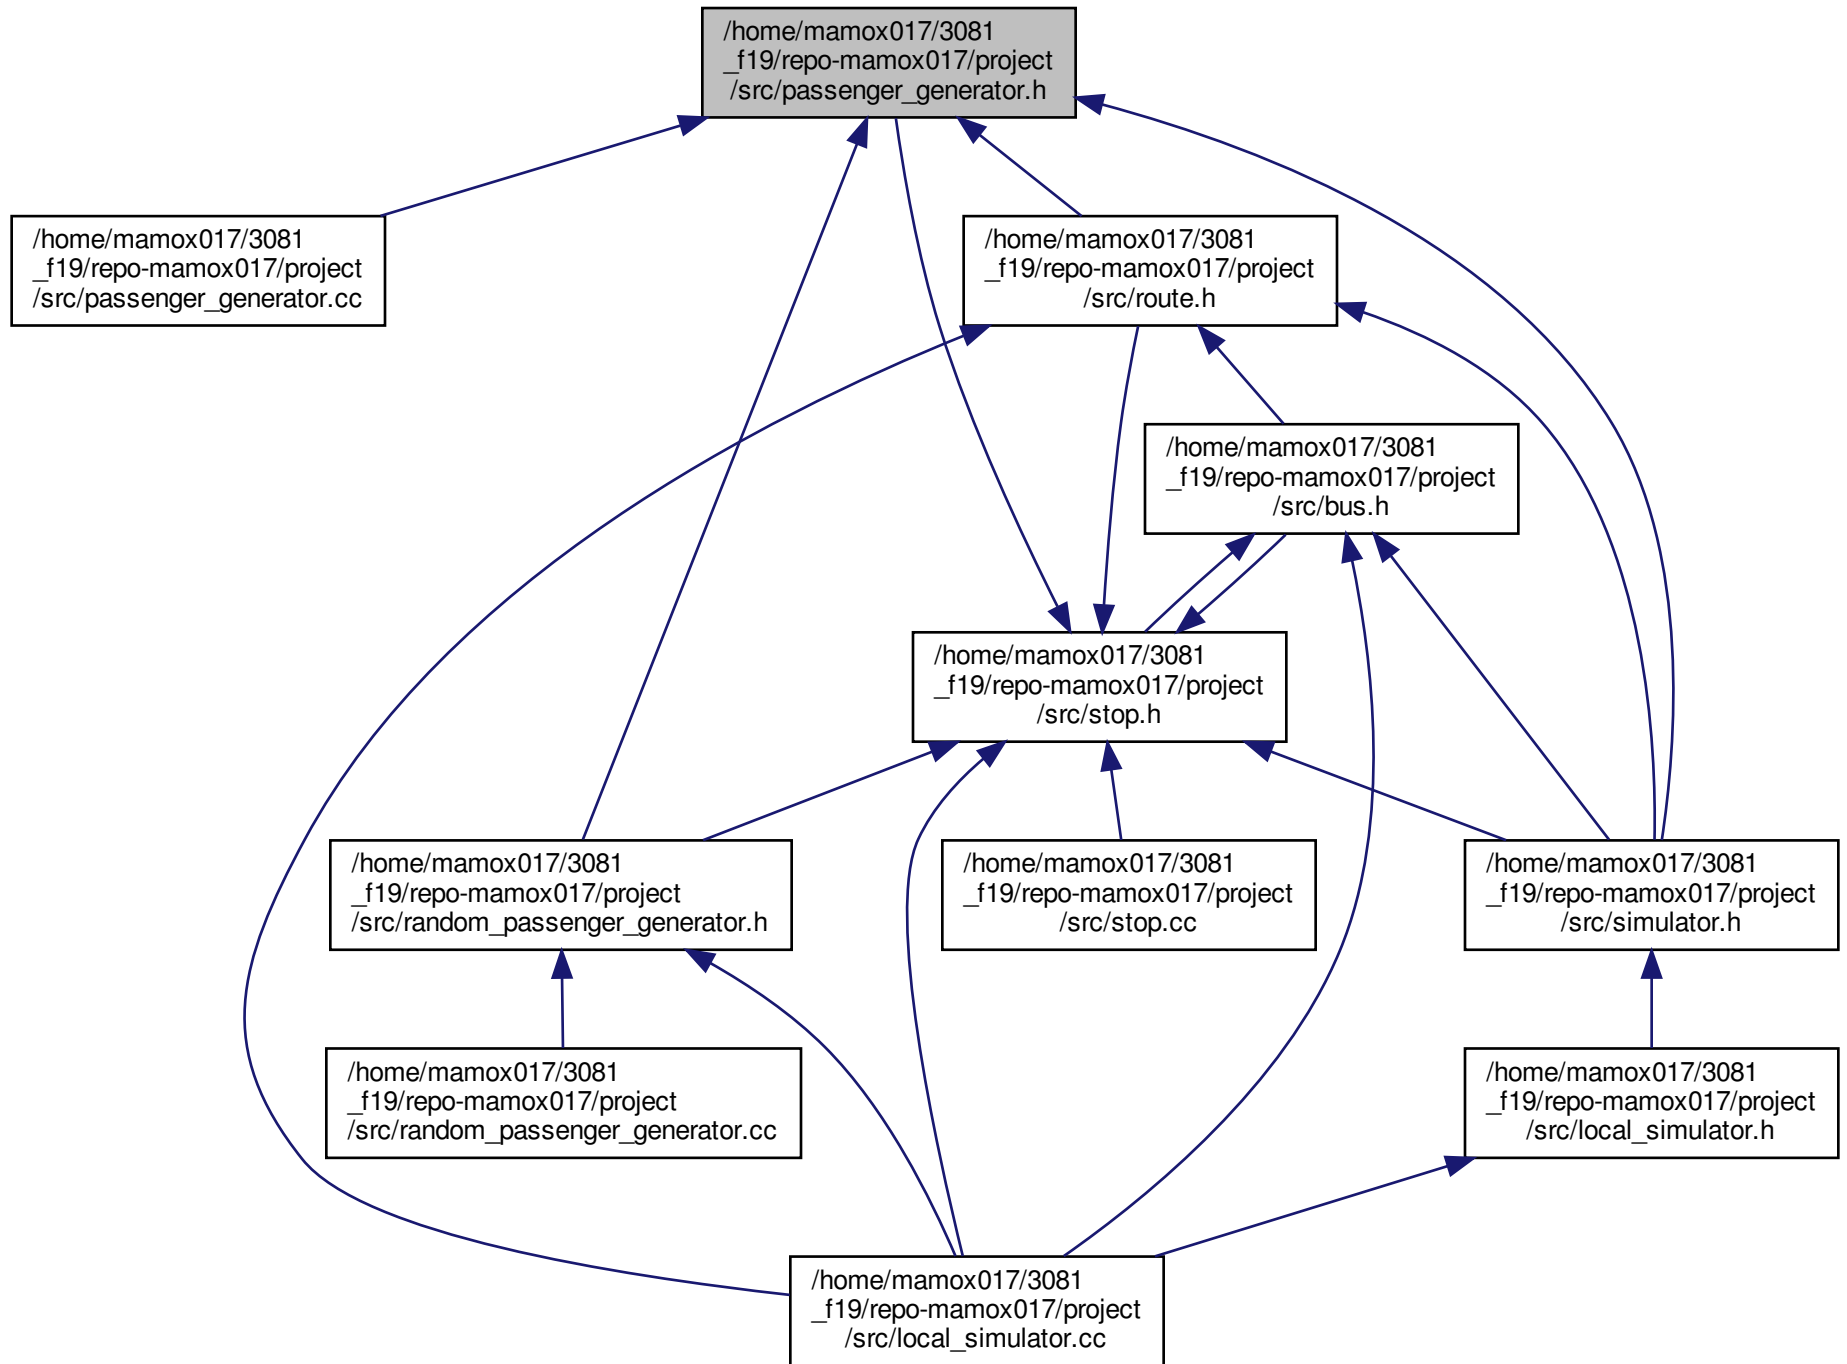 /home/mamox017/3081
_f19/repo-mamox017/project
/src/passenger_generator.h
/home/mamox017/3081
_f19/repo-mamox017/project
/src/passenger_generator.cc
/home/mamox017/3081
_f19/repo-mamox017/project
/src/route.h
/home/mamox017/3081
_f19/repo-mamox017/project
/src/bus.h
/home/mamox017/3081
_f19/repo-mamox017/project
/src/stop.h
/home/mamox017/3081
_f19/repo-mamox017/project
/src/random_passenger_generator.h
/home/mamox017/3081
_f19/repo-mamox017/project
/src/stop.cc
/home/mamox017/3081
_f19/repo-mamox017/project
/src/simulator.h
/home/mamox017/3081
_f19/repo-mamox017/project
/src/random_passenger_generator.cc
/home/mamox017/3081
_f19/repo-mamox017/project
/src/local_simulator.h
/home/mamox017/3081
_f19/repo-mamox017/project
/src/local_simulator.cc